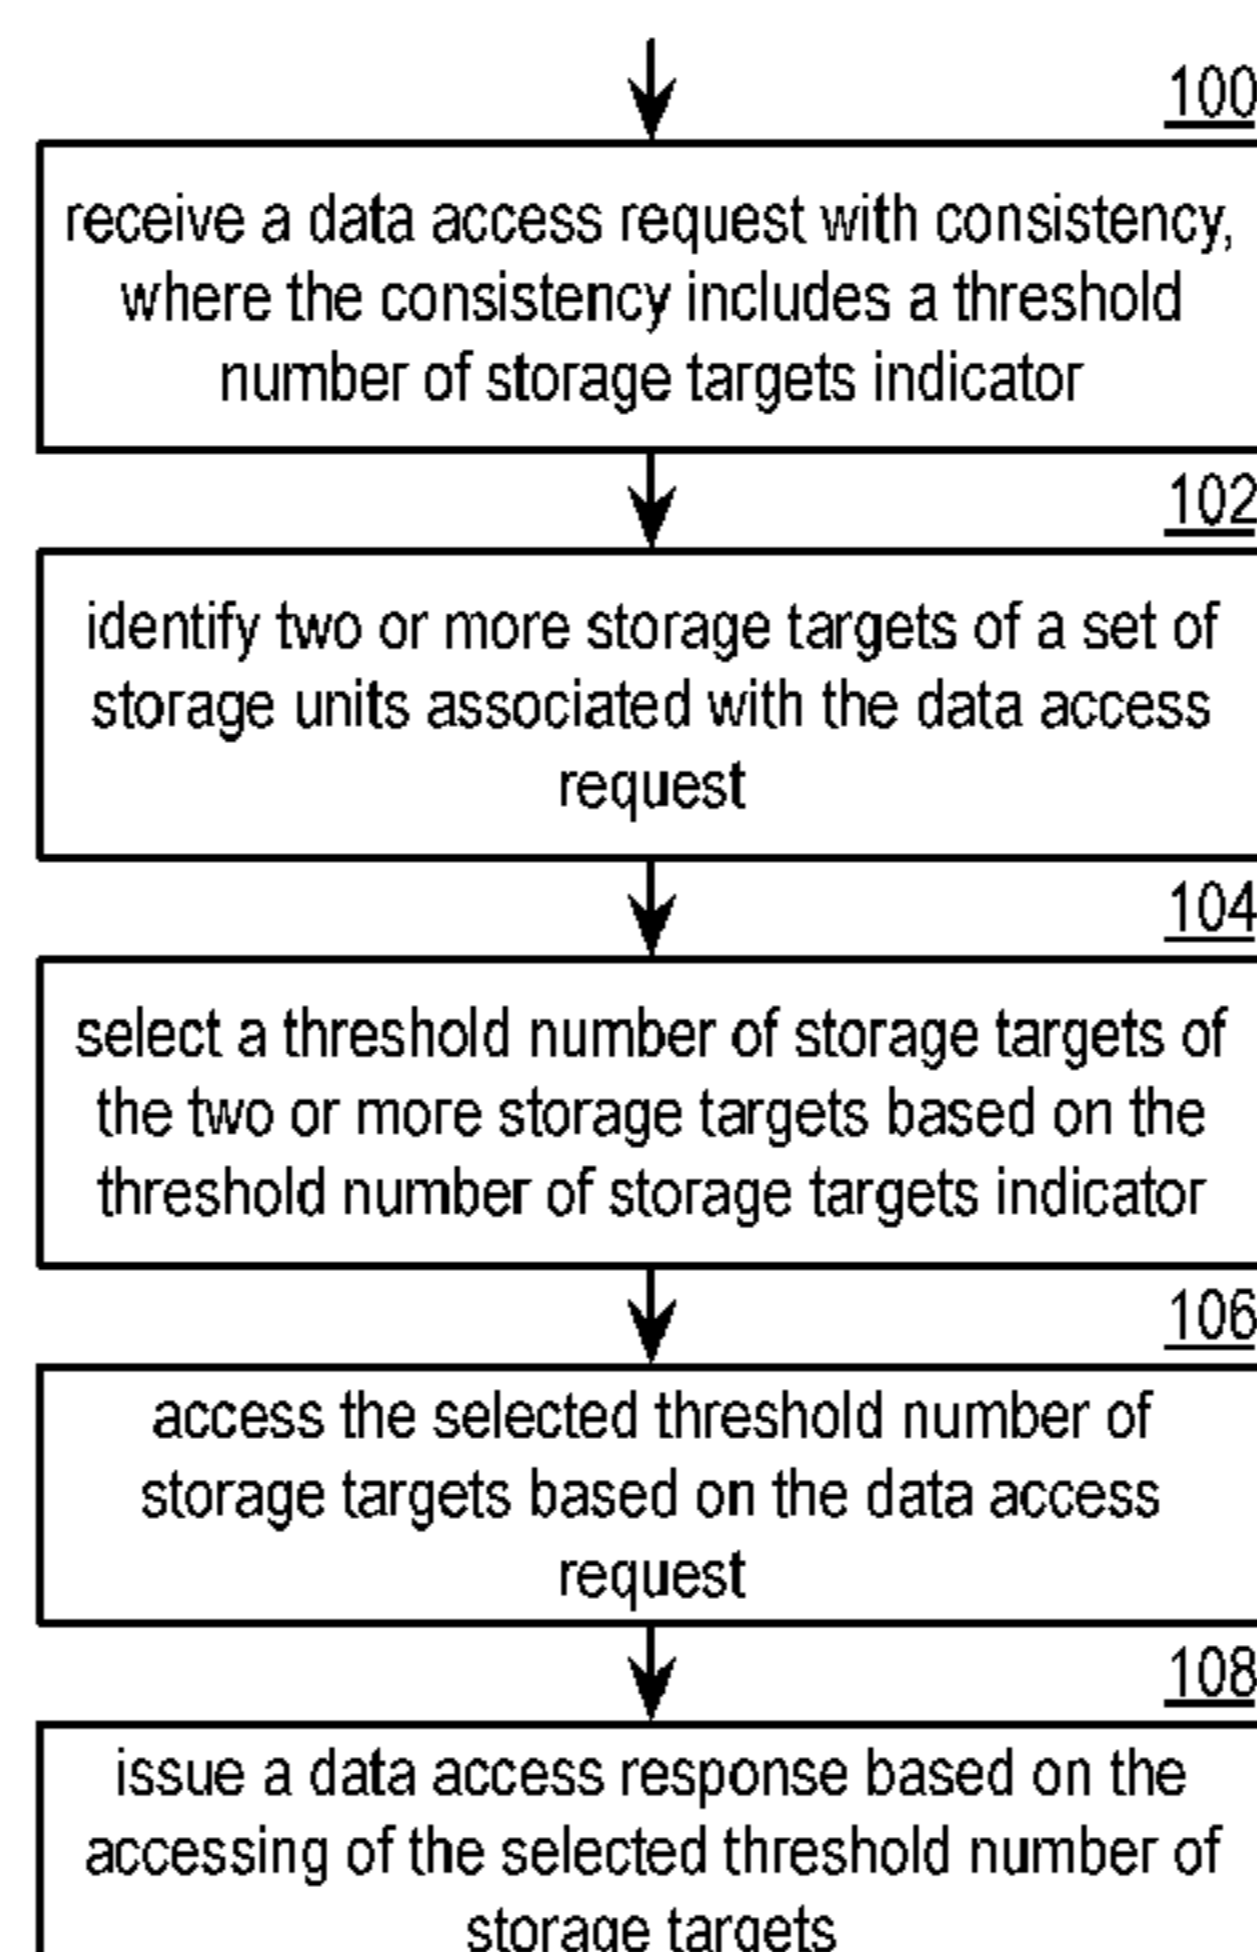 100
receive a data access request with consistency,
where the consistency includes a threshold
number of storage targets indicator
102
identify two or more storage targets of a set of
storage units associated with the data access
request
104
select a threshold number of storage targets of
the two or more storage targets based on the
threshold number of storage targets indicator
106
access the selected threshold number of
storage targets based on the data access
request
108
issue a data access response based on the
accessing of the selected threshold number of
storage targets